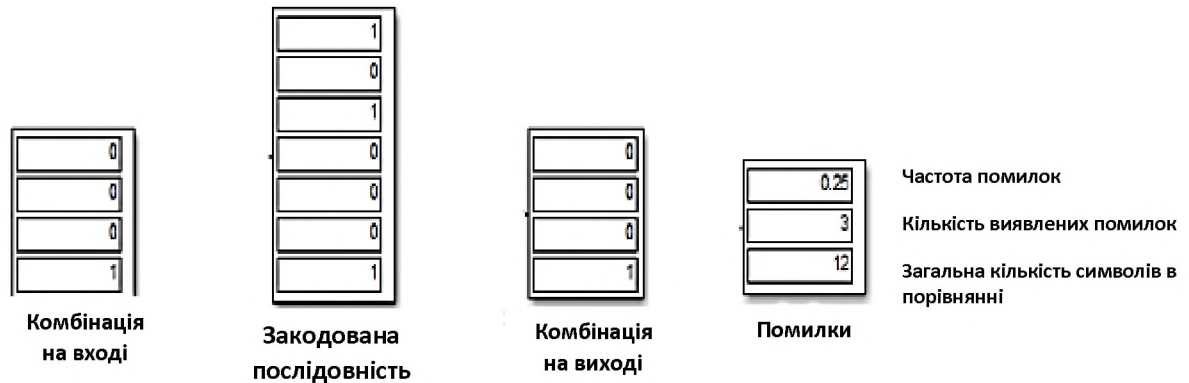 1
0
1
0
0
0
1
0
0
0
1
0
0
0
1
0.25
3
12
Частота помилок
Кількість виявлених помилок
Загальна кількість символів в
порівнянні
Комбінація
на вході
Закодована
послідовність
Комбінація
на виході
Помилки